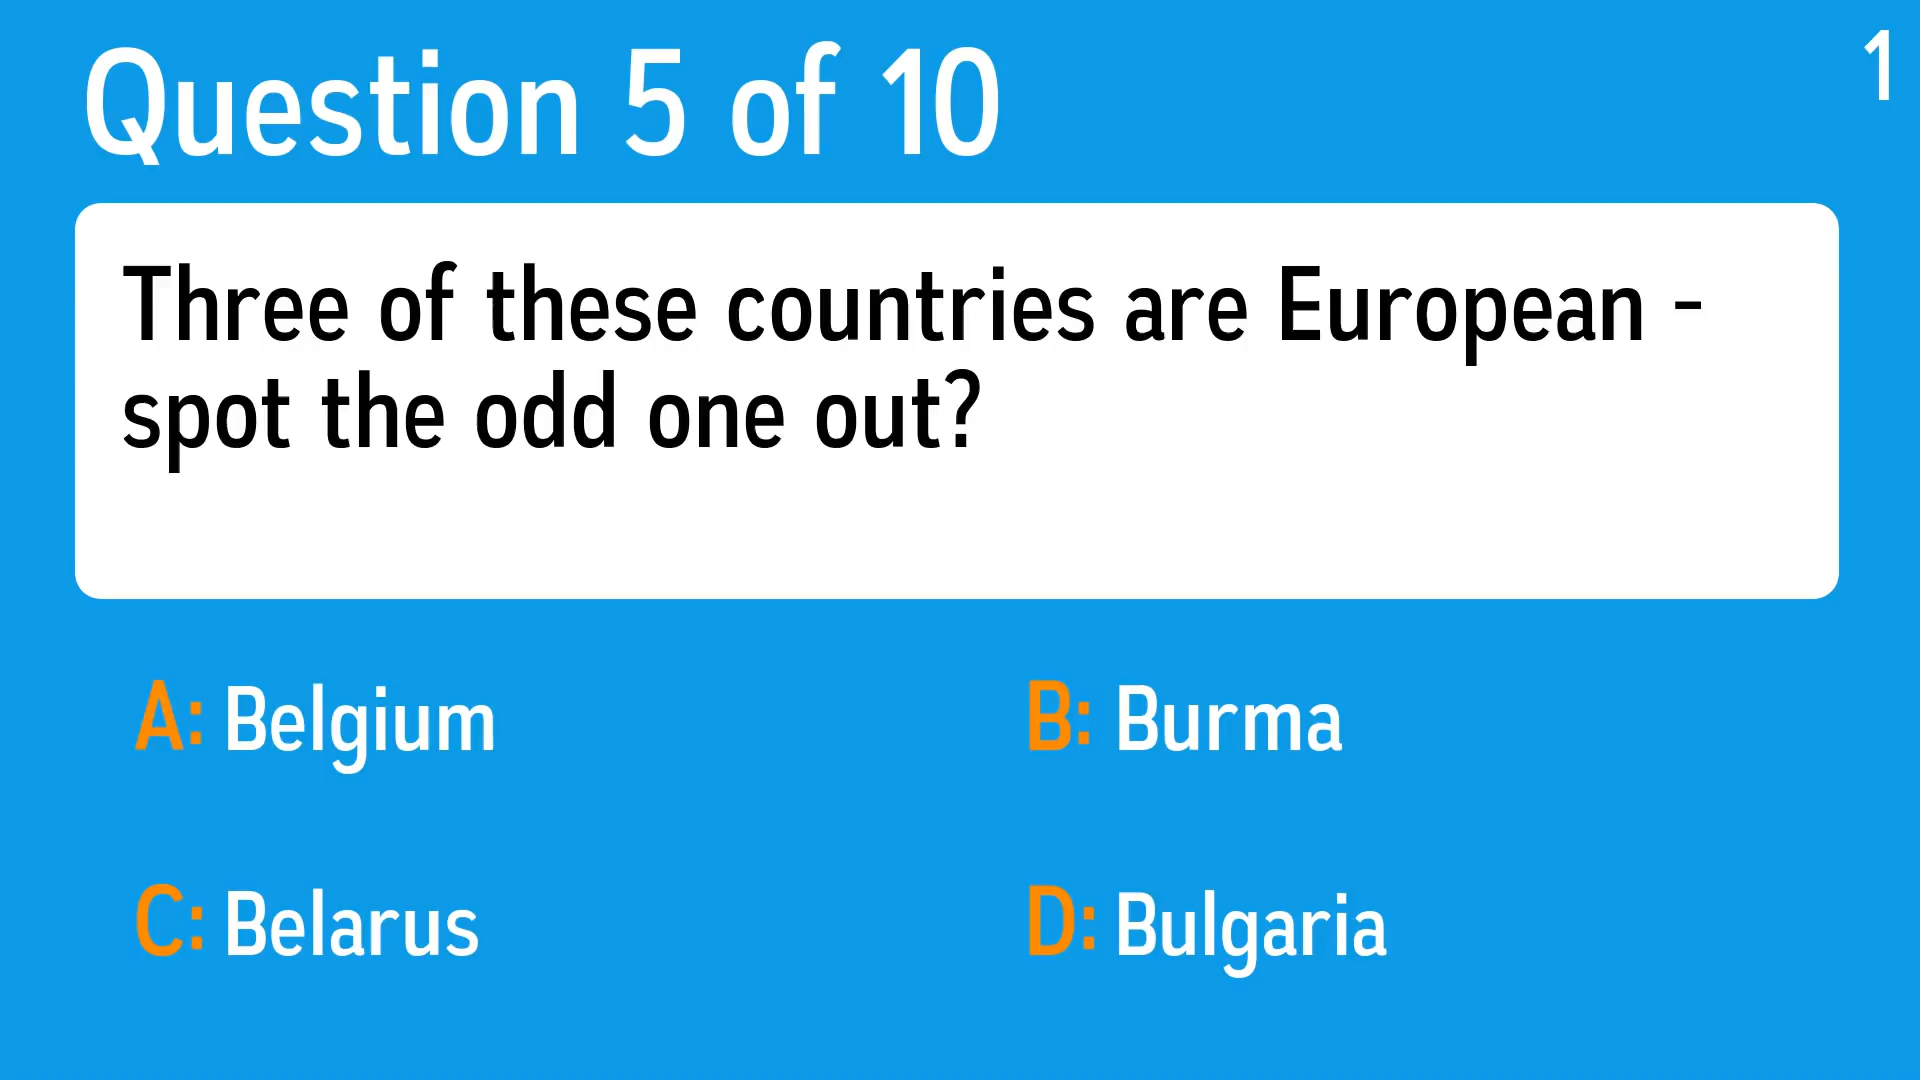 Question 5 of 10
1
Three of these countries are European -
spot the odd one out?
A: Belgium
B: Burma
C: Belarus
D: Bulgaria